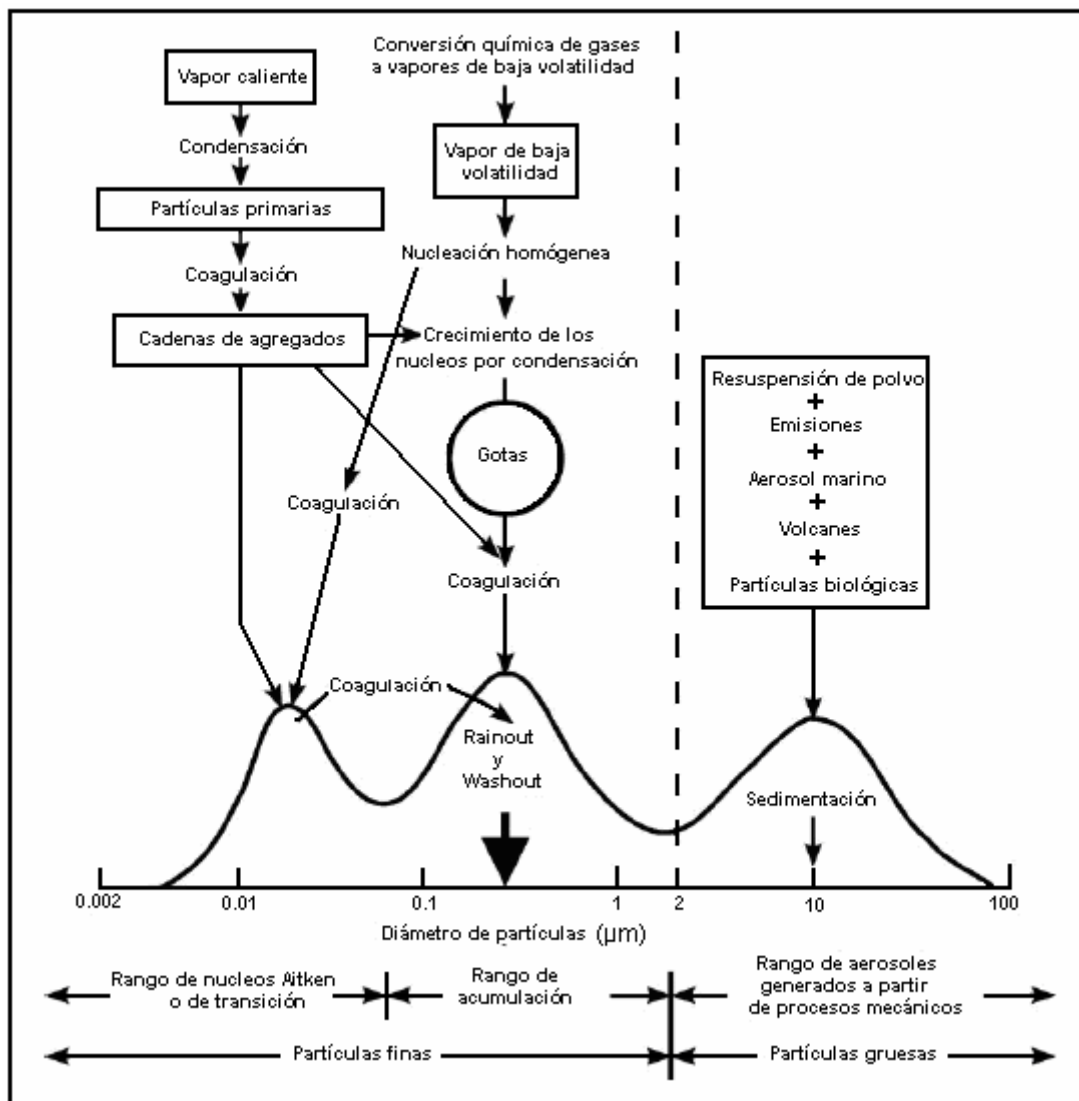 Vapor caliente
Condensación
Partículas primarias
Coagulación
Cadenas de agregados
Conversión química de gases
a vapores de baja volatilidad
Vapor de baja
volatilidad
Nucleación homógenea
Crecimiento de los
nucleos por condensación
Gotas
Coagulación
Coagulación
Resuspensión de polvo
+
Emisiones
+
Aerosol marino
+
Volcanes
+
Partículas biológicas
Coagulación
Rainout
y
Washout
Sedimentación
0.002 0.01 0.1 1 2 10 100
Diámetro de partículas (µm)
Rango de nucleos Aitken
o de transición
Rango de
acumulación
Rango de aerosoles
generados a partir
de procesos mecánicos
Partículas finas
Partículas gruesas